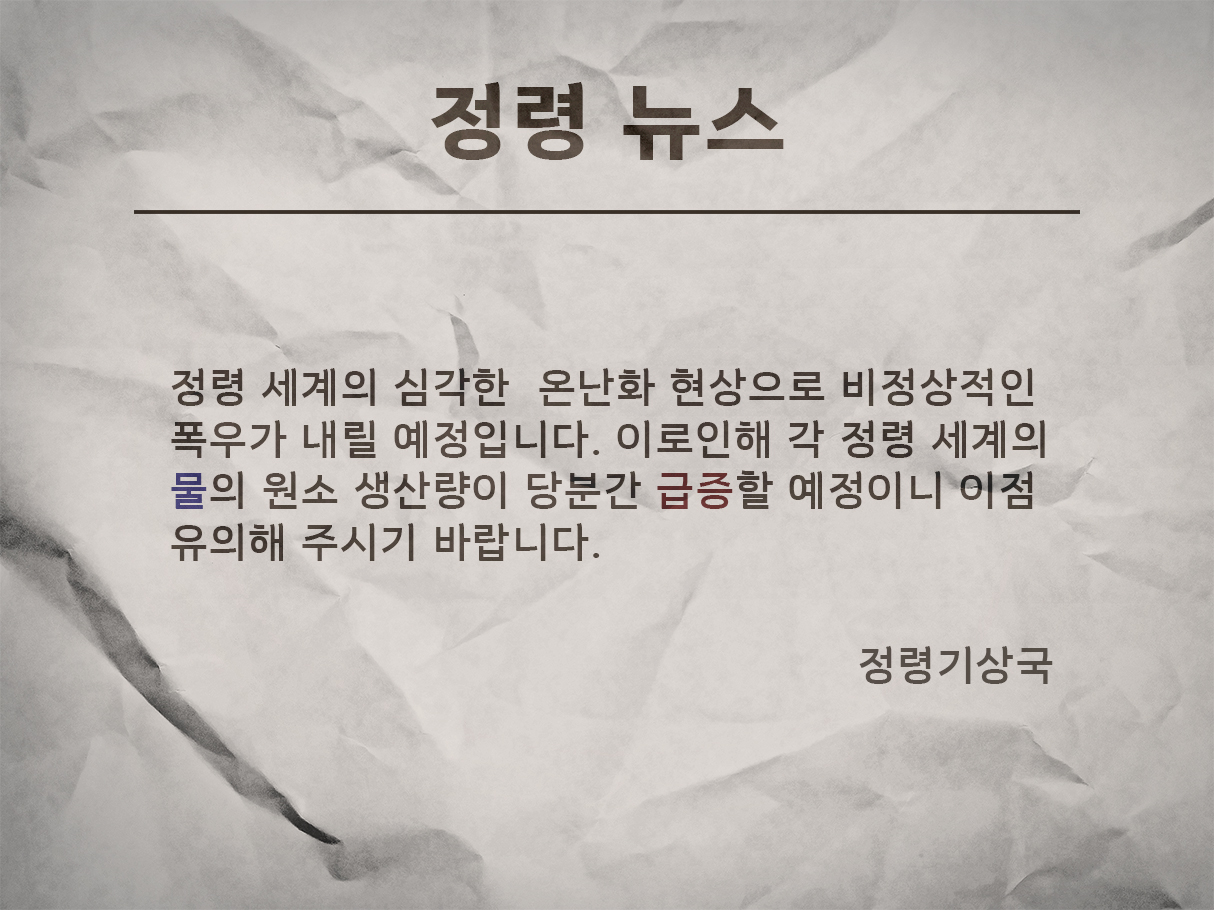 정령 뉴스
정령 세계의 심각한 온난화 현상으로 비정상적인
폭우가 내릴 예정입니다. 이로인해 각 정령 세계의
물의 원소 생산량이 당분간 급증할 예정이니 이점
유의해 주시기 바랍니다.
정령기상국